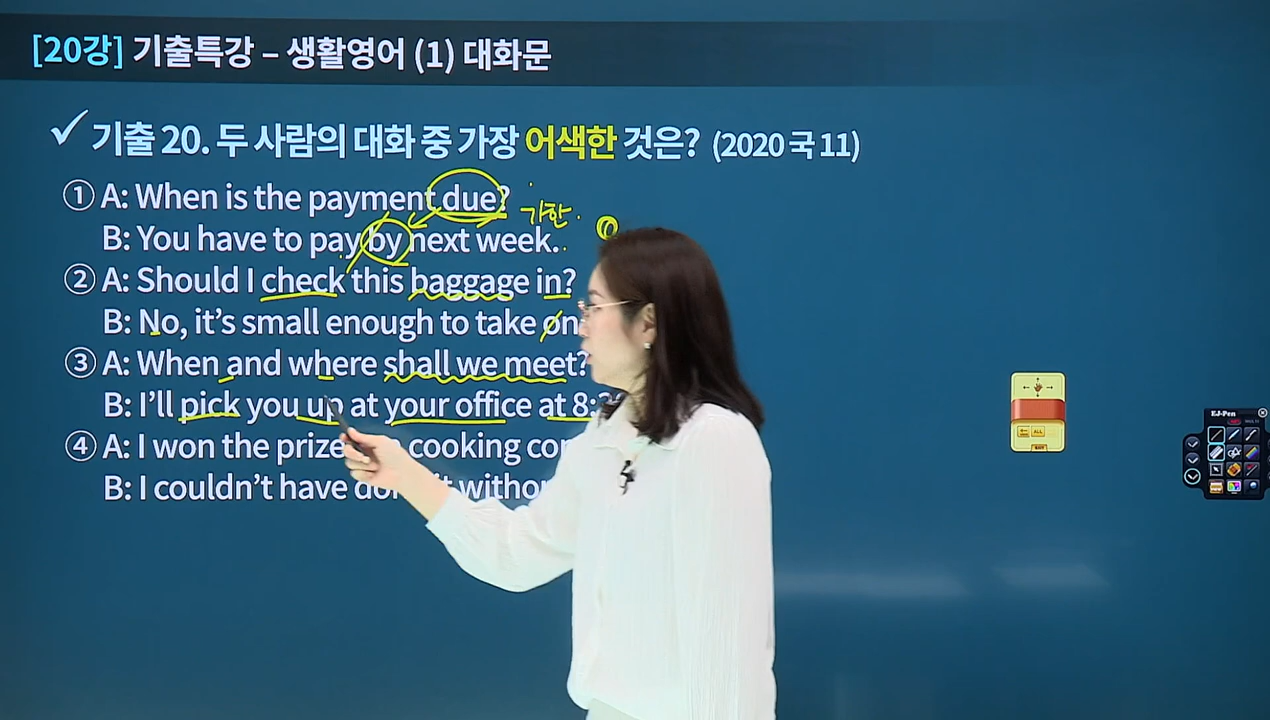 [20강] 기출특강 – 생활영어 (1) 대화문
기출 20. 두 사람의 대화 중 가장 어색한 것은? (2020 국 11)
① A: When is the payment due?
가한.
B: You have to pay by next week.
② A: Should I check this baggage in?
B: No, it's small enough to take on
③ A: When and where shall we meet?
B: I'll pick you up at your office at 8:
④ A: I won the prize cooking
B: I couldn't have
EJ-Pen
ALL